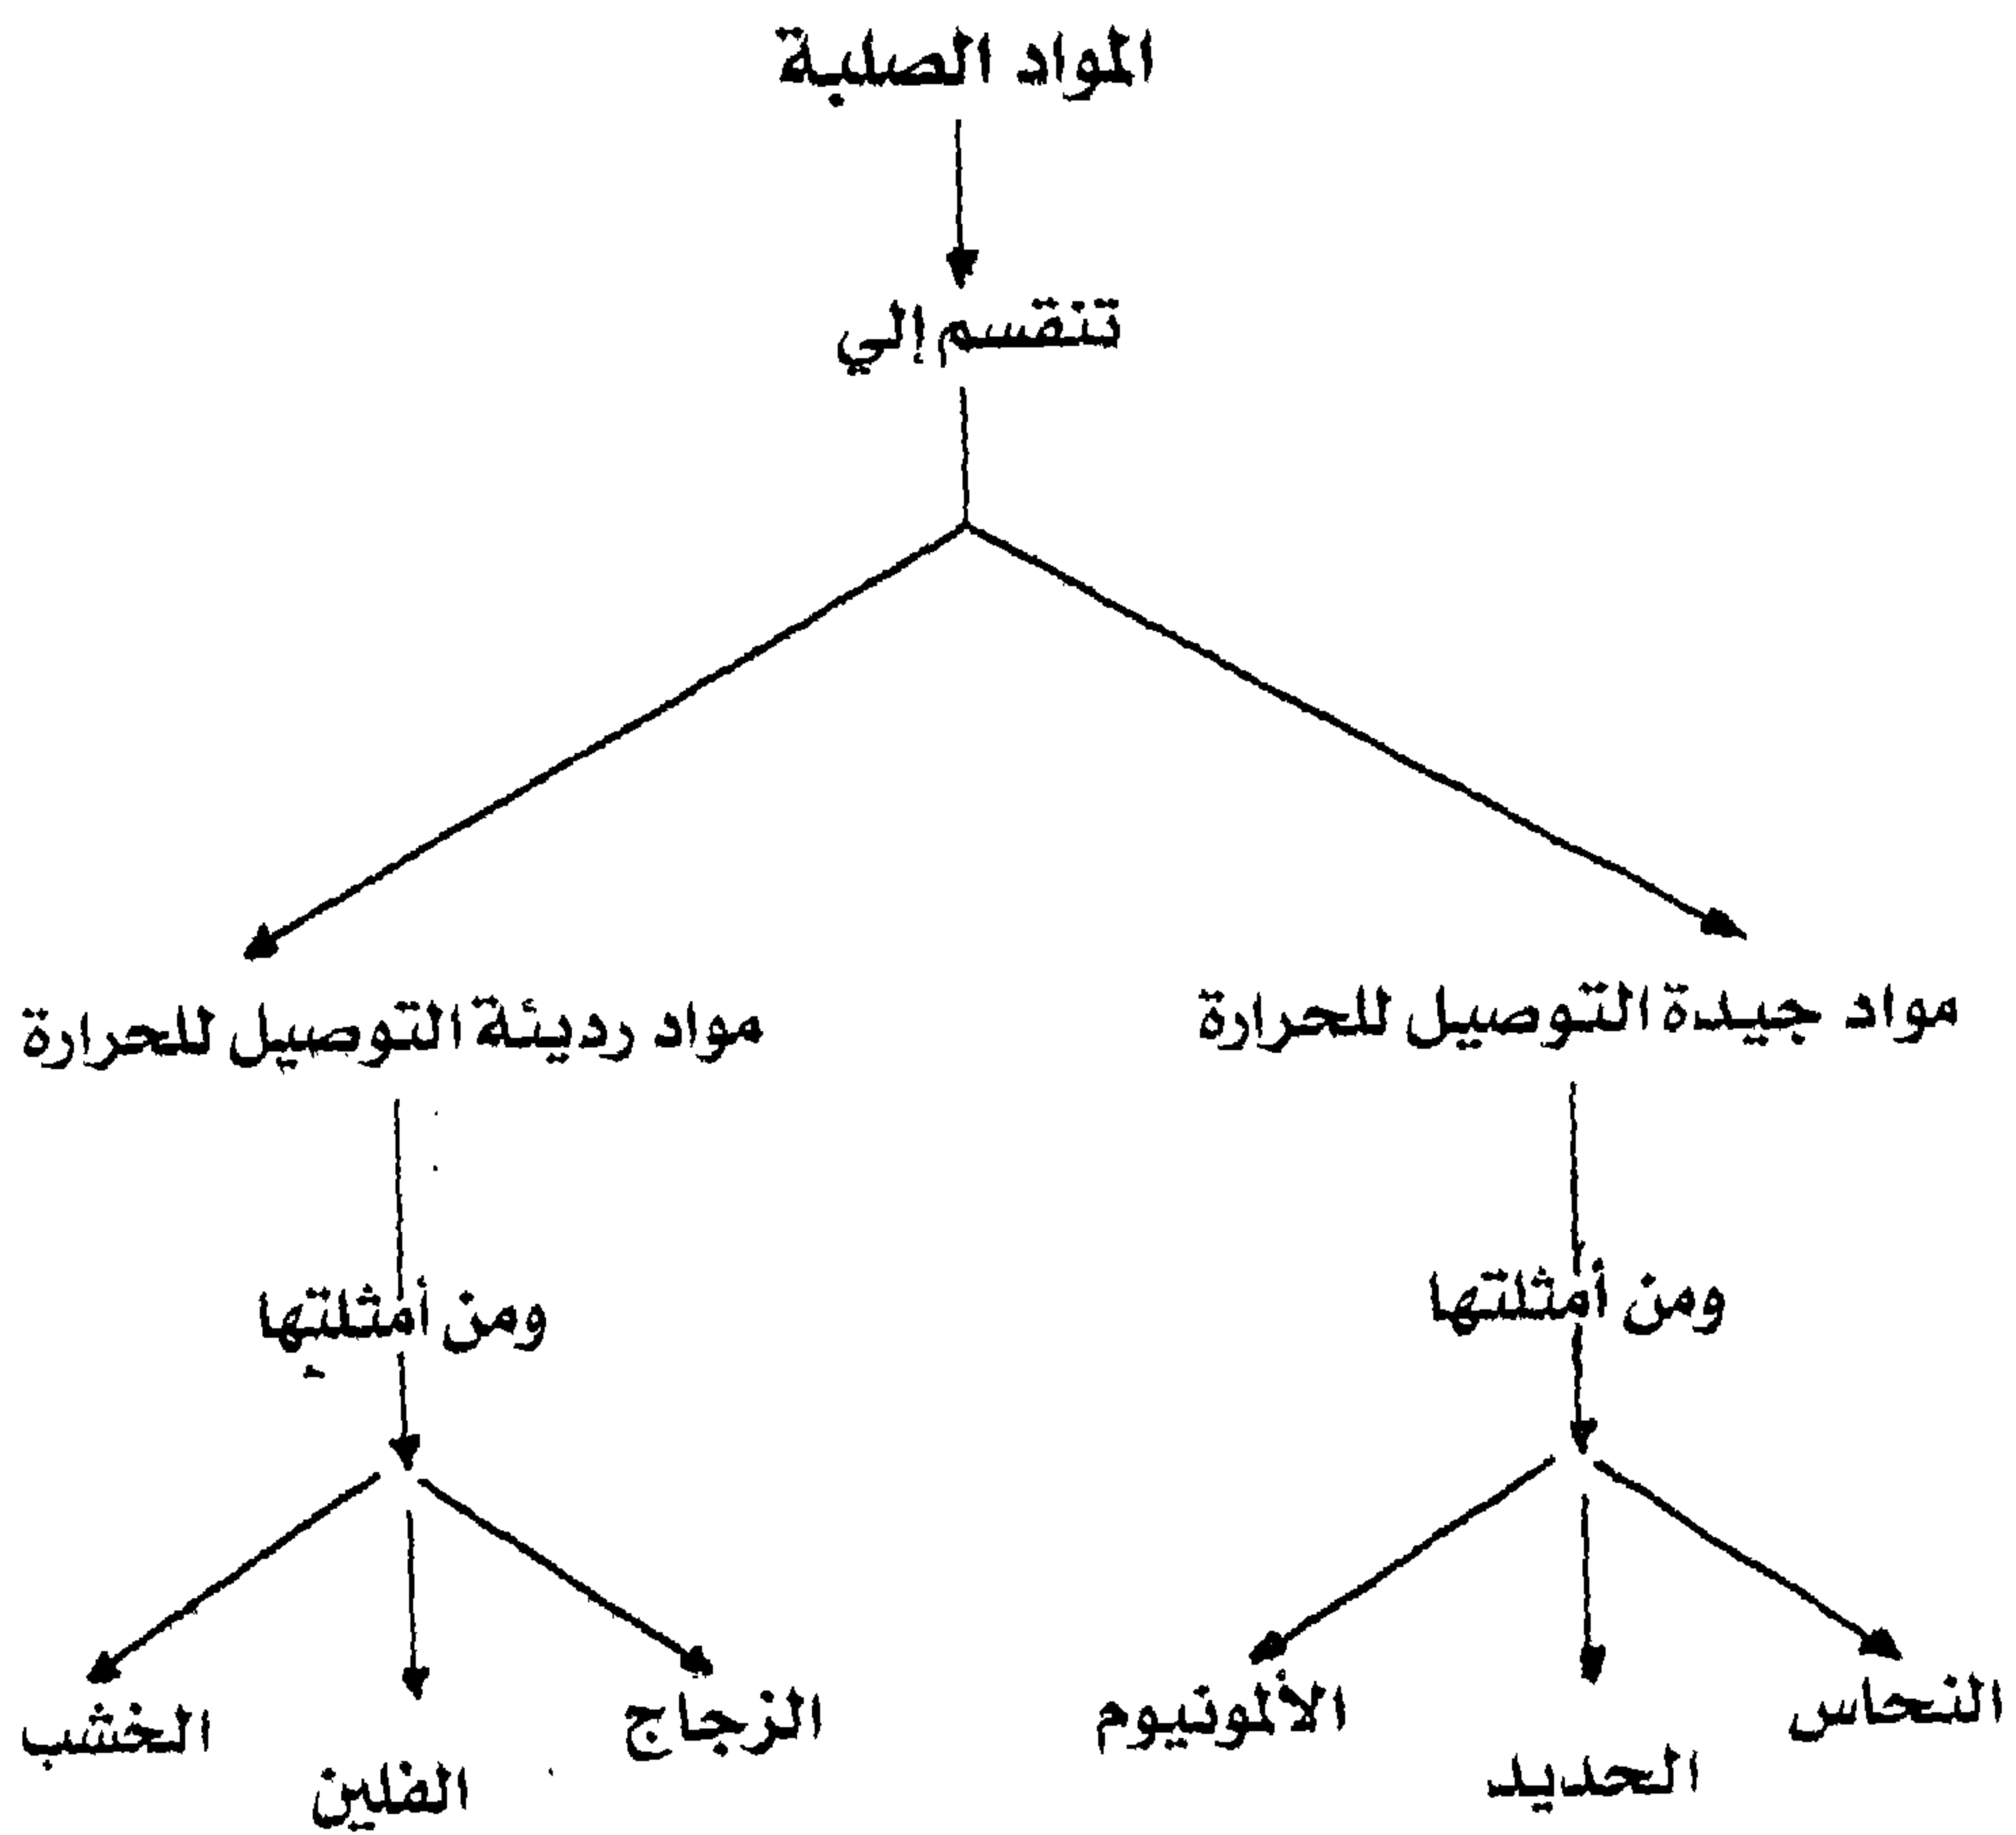 المواد الصلبة
تنقسم إلي
مواد جيدة التوصيل للحرارة
مواد رديئة التوصيل للحرارة
ومن أمثلتها
ومن أمثلتها
النحاس
الحديد
الألمونيوم
الزجاج
الفلين
الخشب